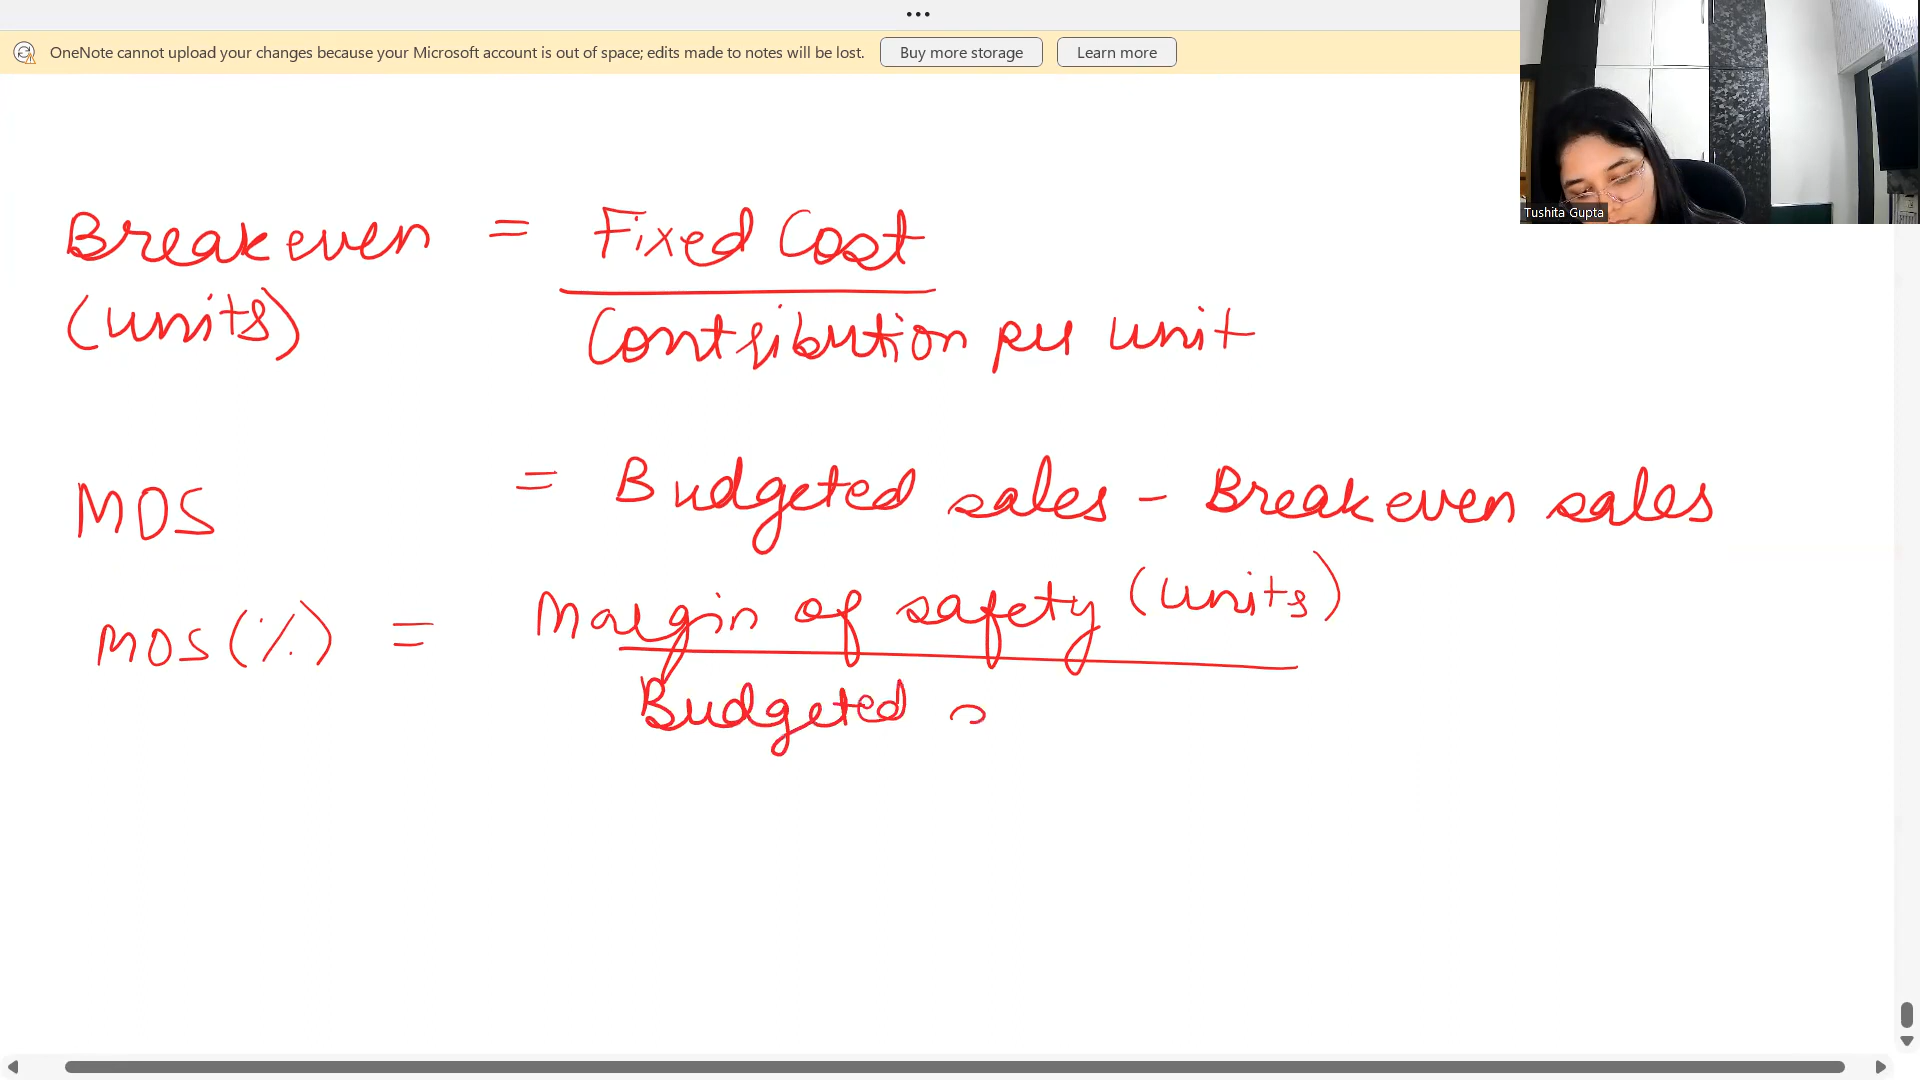 •••
OneNote cannot upload your changes because your Microsoft account is out of space; edits made to notes will be lost. Buy more storage Learn more
Tushita Gupta
Breakeven = Fixed Cost
(units) Contribution per unit
MOS = Budgeted sales - Breakeven sales
MOS (%) = Margin of safety (units)
Budgeted